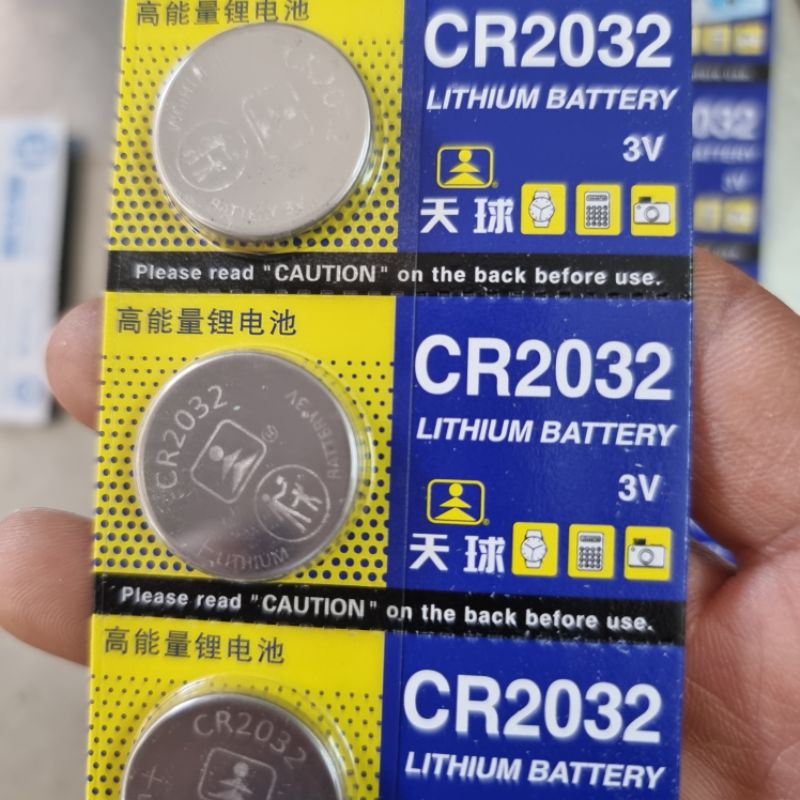 高能量锂电池
CR2032
LITHIUM BATTERY
3V
天球
BATTERY 3V
Please read "CAUTION" on the back before use.
高能量锂电池
CR2032
LITHIUM BATTERY
3V
天球
CR2032
BATTERY 3V
LITHIUM
Please read "CAUTION" on the back before use.
高能量锂电池
CR2032
LITHIUM BATTERY
CR2032